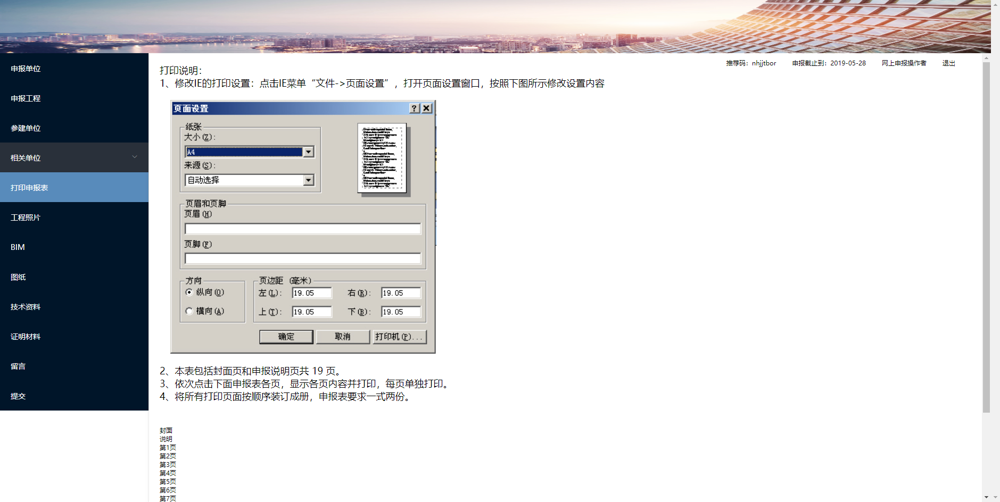 推荐码：nhjjtbor 申报截止到：2019-05-28 网上申报操作者 退出
申报单位
申报工程
参建单位
相关单位
打印申报表
工程照片
BIM
图纸
技术资料
证明材料
留言
提交
打印说明：
1、修改IE的打印设置：点击IE菜单“文件->页面设置”，打开页面设置窗口，按照下图所示修改设置内容
页面设置
纸张
大小(Z)：
A4
来源(S)：
自动选择
页眉和页脚
页眉(H)
页脚(F)
方向
纵向(O)
横向(A)
页边距 (毫米)
左(L)： 19.05 右(R)： 19.05
上(T)： 19.05 下(B)： 19.05
确定 取消 打印机(P)...
2、本表包括封面页和申报说明页共 19 页。
3、依次点击下面申报表各页，显示各页内容并打印，每页单独打印。
4、将所有打印页面按顺序装订成册，申报表要求一式两份。
封面
说明
第1页
第2页
第3页
第4页
第5页
第6页
第7页